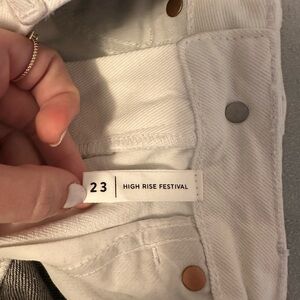 23 | HIGH RISE FESTIVAL